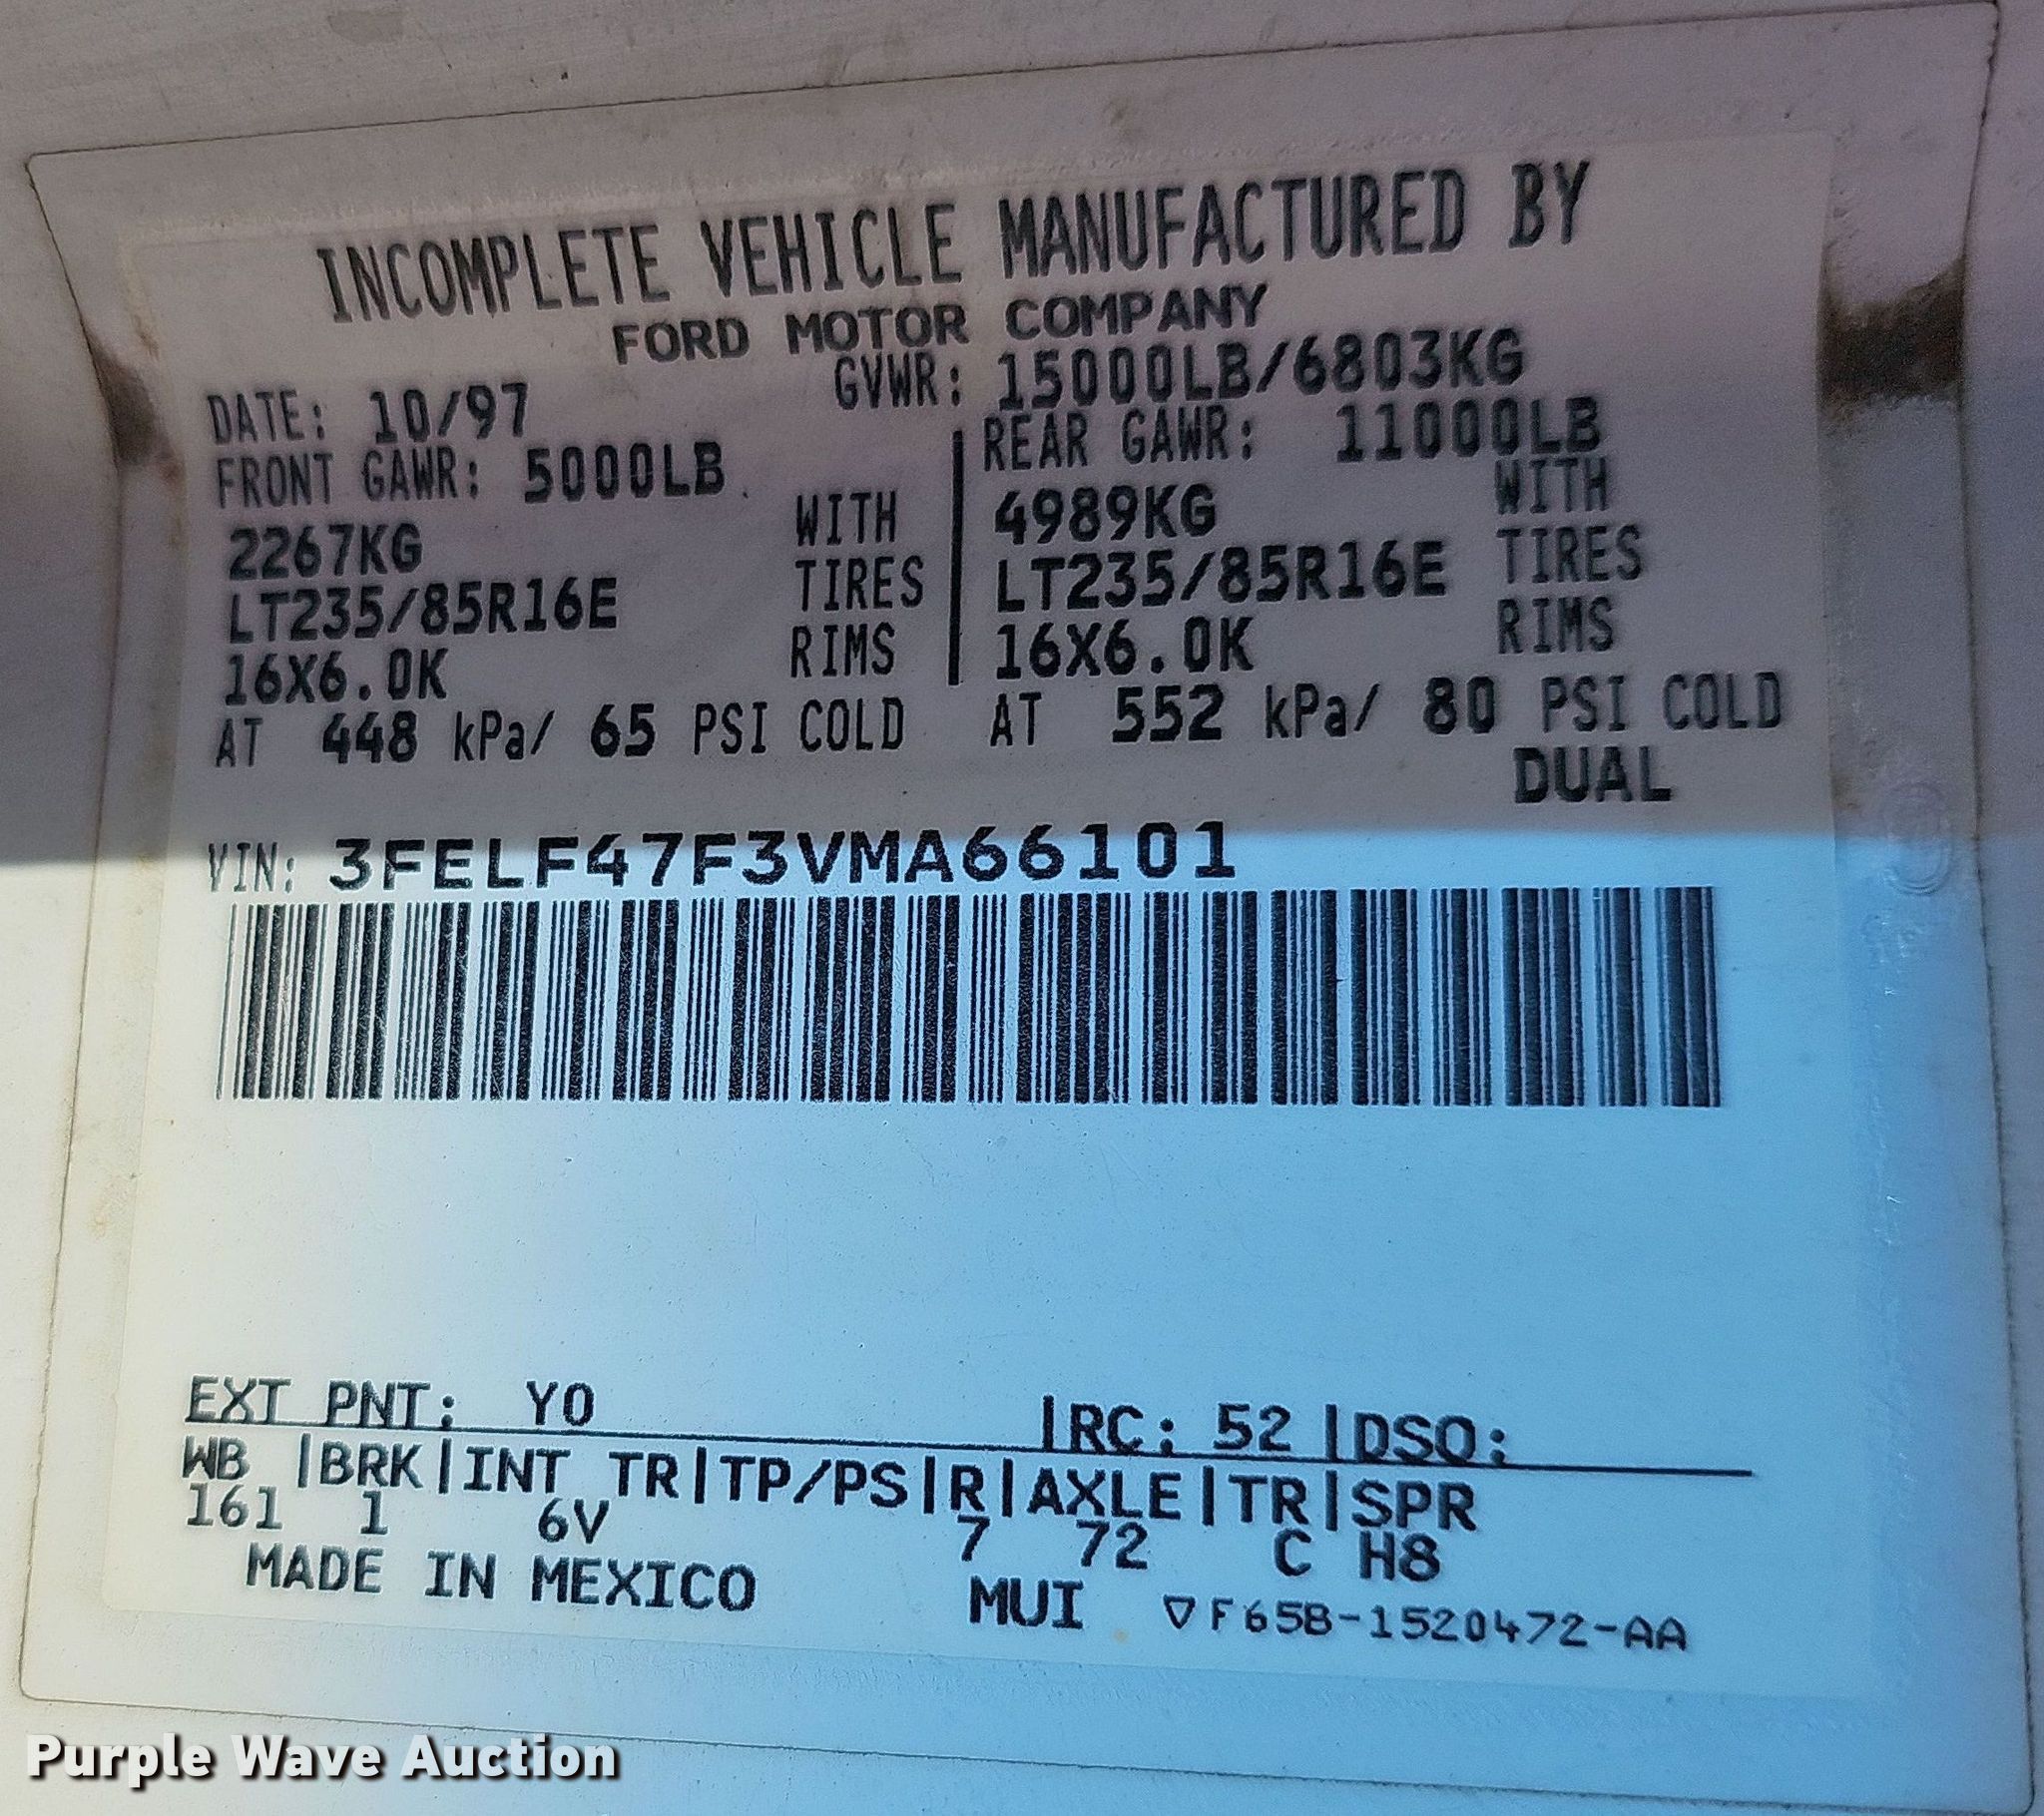 INCOMPLETE VEHICLE MANUFACTURED BY
FORD MOTOR COMPANY
DATE: 10/97 GVWR: 15000LB/6803KG
FRONT GAWR: 5000LB REAR GAWR: 11000LB
2267KG WITH 4989KG WITH
LT235/85R16E TIRES LT235/85R16E TIRES
16X6.0K RIMS 16X6.0K RIMS
AT 448 kPa/ 65 PSI COLD AT 552 kPa/ 80 PSI COLD
DUAL
VIN: 3FELF47F3VMA66101
EXT PNT: YO |RC: 52 |DSO:
WB |BRK|INT TR|TP/PS|R|AXLE|TR|SPR
161 1 6V 7 72 C H8
MADE IN MEXICO MUI ▽F65B-1520472-AA
Purple Wave Auction